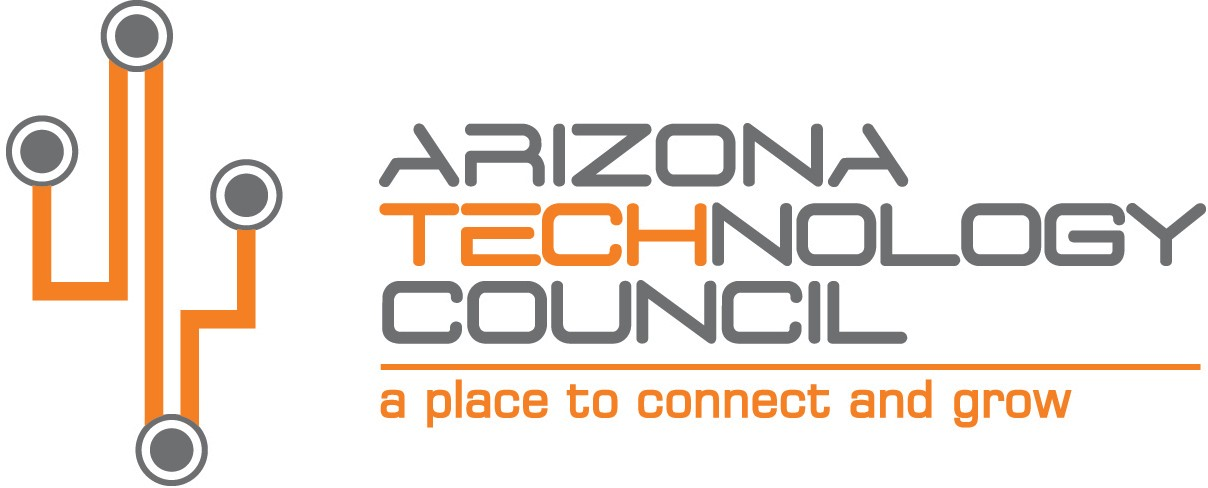 ARIZONA
TECHNOLOGY
COUNCIL
a place to connect and grow